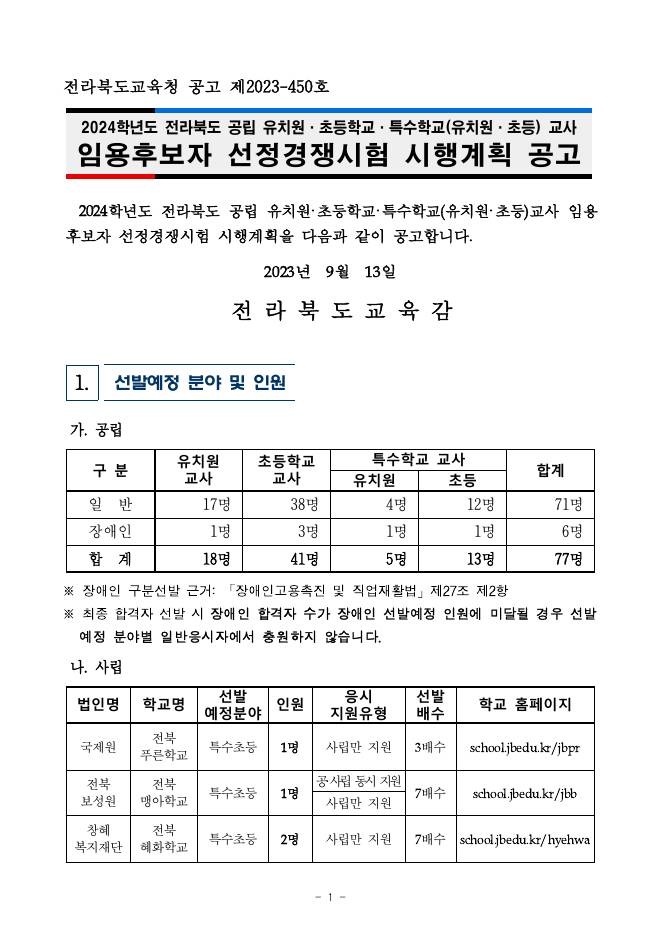 전라북도교육청 공고 제2023-450호
2024학년도 전라북도 공립 유치원·초등학교·특수학교(유치원·초등) 교사
임용후보자 선정경쟁시험 시행계획 공고
2024학년도 전라북도 공립 유치원·초등학교·특수학교(유치원·초등)교사 임용
후보자 선정경쟁시험 시행계획을 다음과 같이 공고합니다.
2023년 9월 13일
전 라 북 도 교 육 감
1. 선발예정 분야 및 인원
가. 공립
구 분 유치원 교사 초등학교 교사 특수학교 교사 합계
유치원 초등
일 반 17명 38명 4명 12명 71명
장애인 1명 3명 1명 1명 6명
합 계 18명 41명 5명 13명 77명
※ 장애인 구분선발 근거: 「장애인고용촉진 및 직업재활법」제27조 제2항
※ 최종 합격자 선발 시 장애인 합격자 수가 장애인 선발예정 인원에 미달될 경우 선발
예정 분야별 일반응시자에서 충원하지 않습니다.
나. 사립
법인명 학교명 선발 예정분야 인원 응시 지원유형 선발 배수 학교 홈페이지
국제원 전북 푸른학교 특수초등 1명 사립만 지원 3배수 school.jbedu.kr/jbpr
전북 보성원 전북 맹아학교 특수초등 1명 공·사립 동시 지원 사립만 지원 7배수 school.jbedu.kr/jbb
창혜 복지재단 전북 혜화학교 특수초등 2명 사립만 지원 7배수 school.jbedu.kr/hyehwa
- 1 -